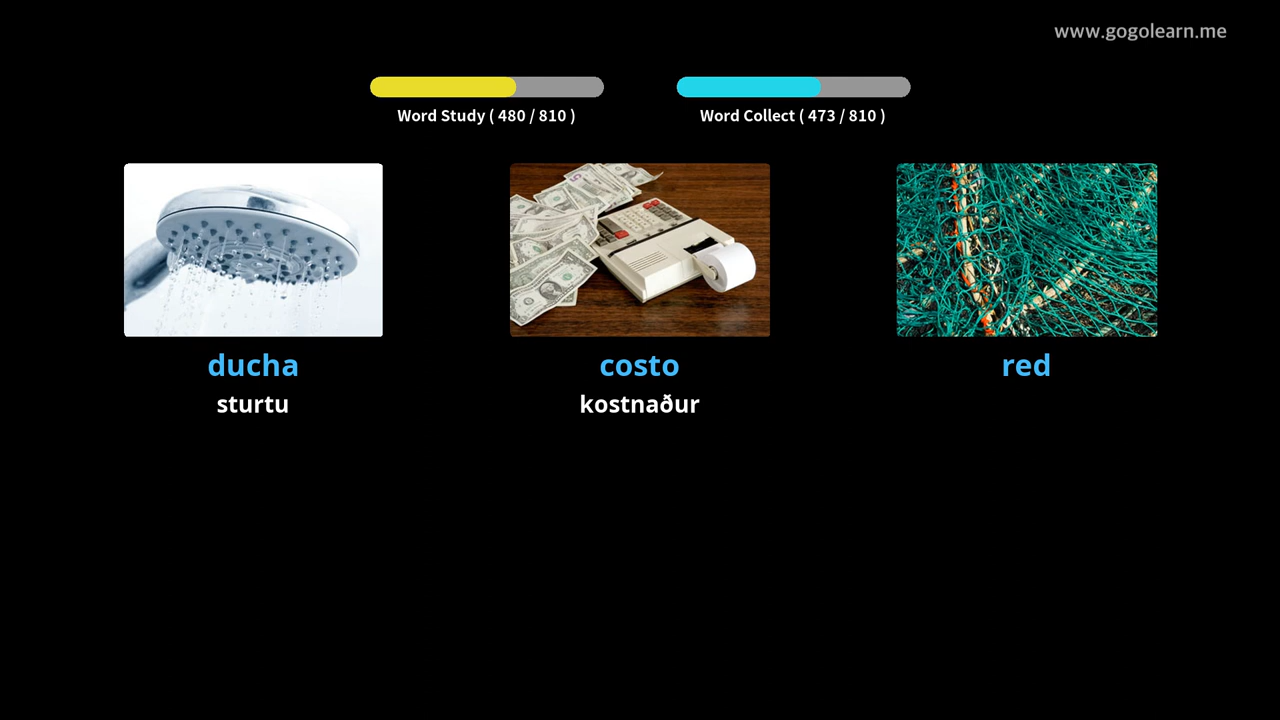 www.gogolearn.me
Word Study ( 480 / 810 )
Word Collect ( 473 / 810 )
ducha
sturtu
costo
kostnaður
red